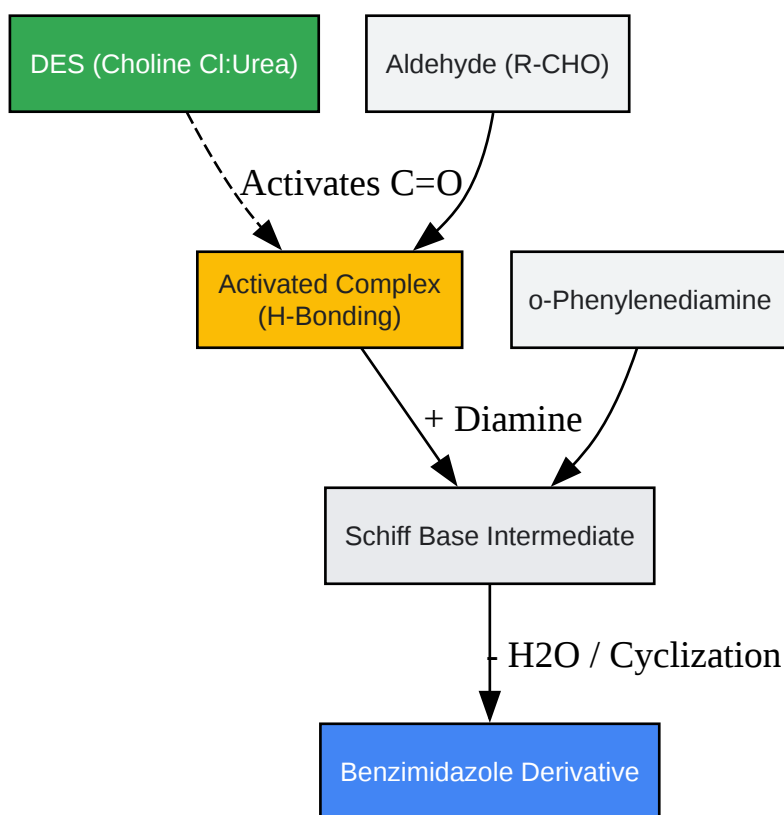 DES (Choline Cl:Urea)
Aldehyde (R-CHO)
Activates C=O
Activated Complex
(H-Bonding)
o-Phenylenediamine
+ Diamine
Schiff Base Intermediate
- H2O / Cyclization
Benzimidazole Derivative